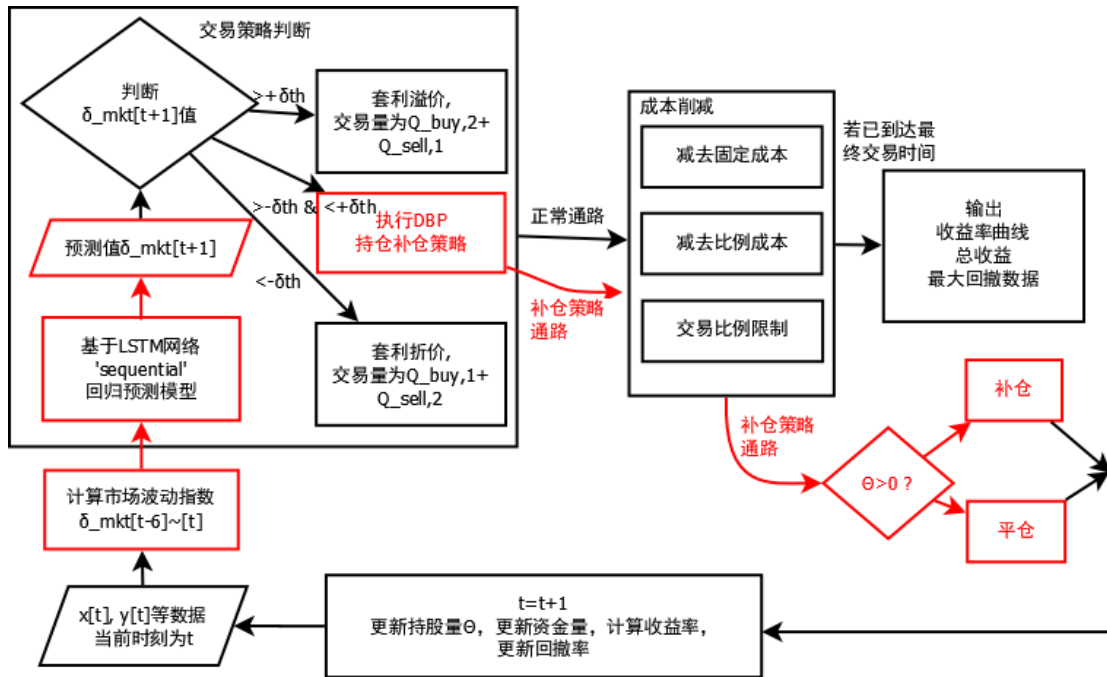 交易策略判断
判断
δ_mkt[t+1]值
>+δth
套利溢价,
交易量为Q_buy,2+
Q_sell,1
>-δth & <+δth
执行DBP
持仓补仓策略
<-δth
套利折价,
交易量为Q_buy,1+
Q_sell,2
预测值δ_mkt[t+1]
基于LSTM网络
'sequential'
回归预测模型
计算市场波动指数
δ_mkt[t-6]~[t]
x[t], y[t]等数据
当前时刻为t
正常通路
补仓策略
通路
成本削减
减去固定成本
减去比例成本
交易比例限制
若已到达最
终交易时间
输出
收益率曲线
总收益
最大回撤数据
补仓策略
通路
Θ>0 ?
补仓
平仓
t=t+1
更新持股量Θ，更新资金量，计算收益率，
更新回撤率